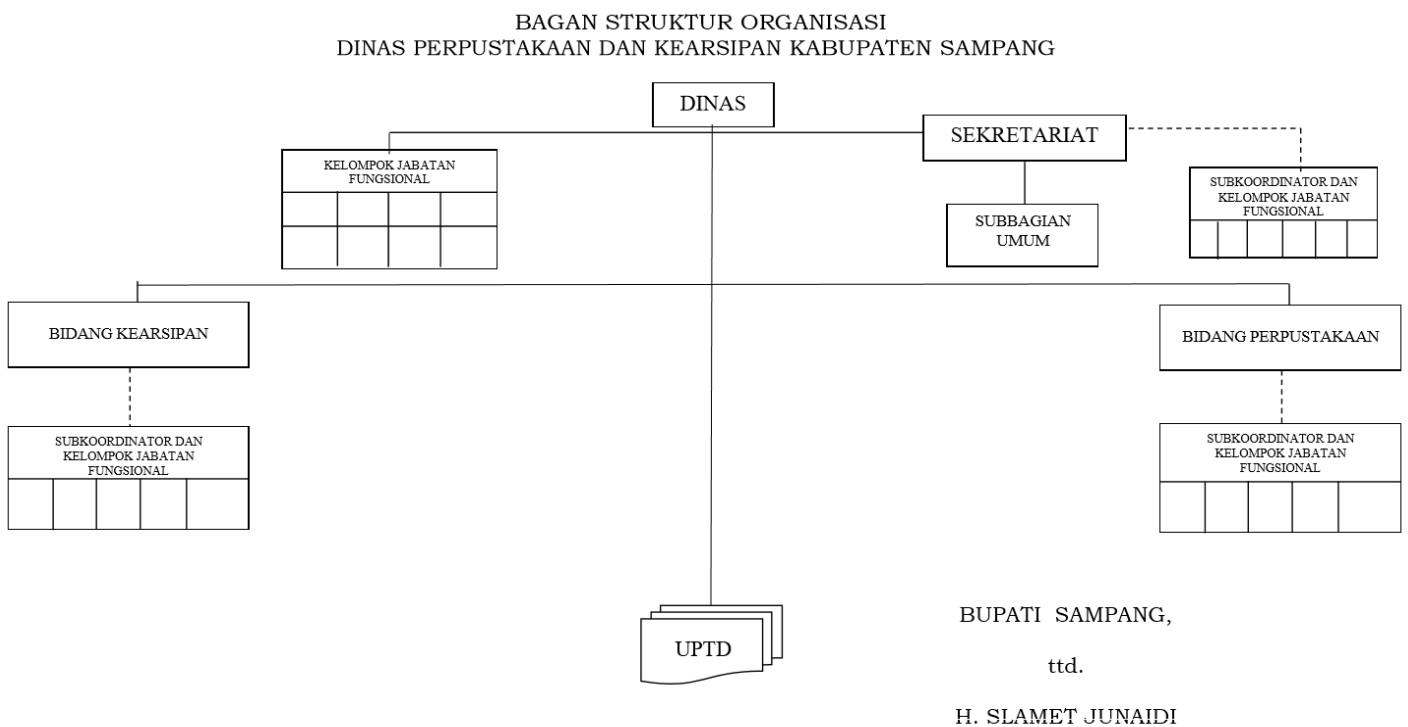 BAGAN STRUKTUR ORGANISASI
DINAS PERPUSTAKAAN DAN KEARSIPAN KABUPATEN SAMPANG
DINAS
SEKRETARIAT
KELOMPOK JABATAN
FUNGSIONAL
SUBKOORDINATOR DAN
KELOMPOK JABATAN
FUNGSIONAL
SUBBAGIAN
UMUM
BIDANG KEARSIPAN
BIDANG PERPUSTAKAAN
SUBKOORDINATOR DAN
KELOMPOK JABATAN
FUNGSIONAL
SUBKOORDINATOR DAN
KELOMPOK JABATAN
FUNGSIONAL
UPTD
BUPATI SAMPANG,
ttd.
H. SLAMET JUNAIDI